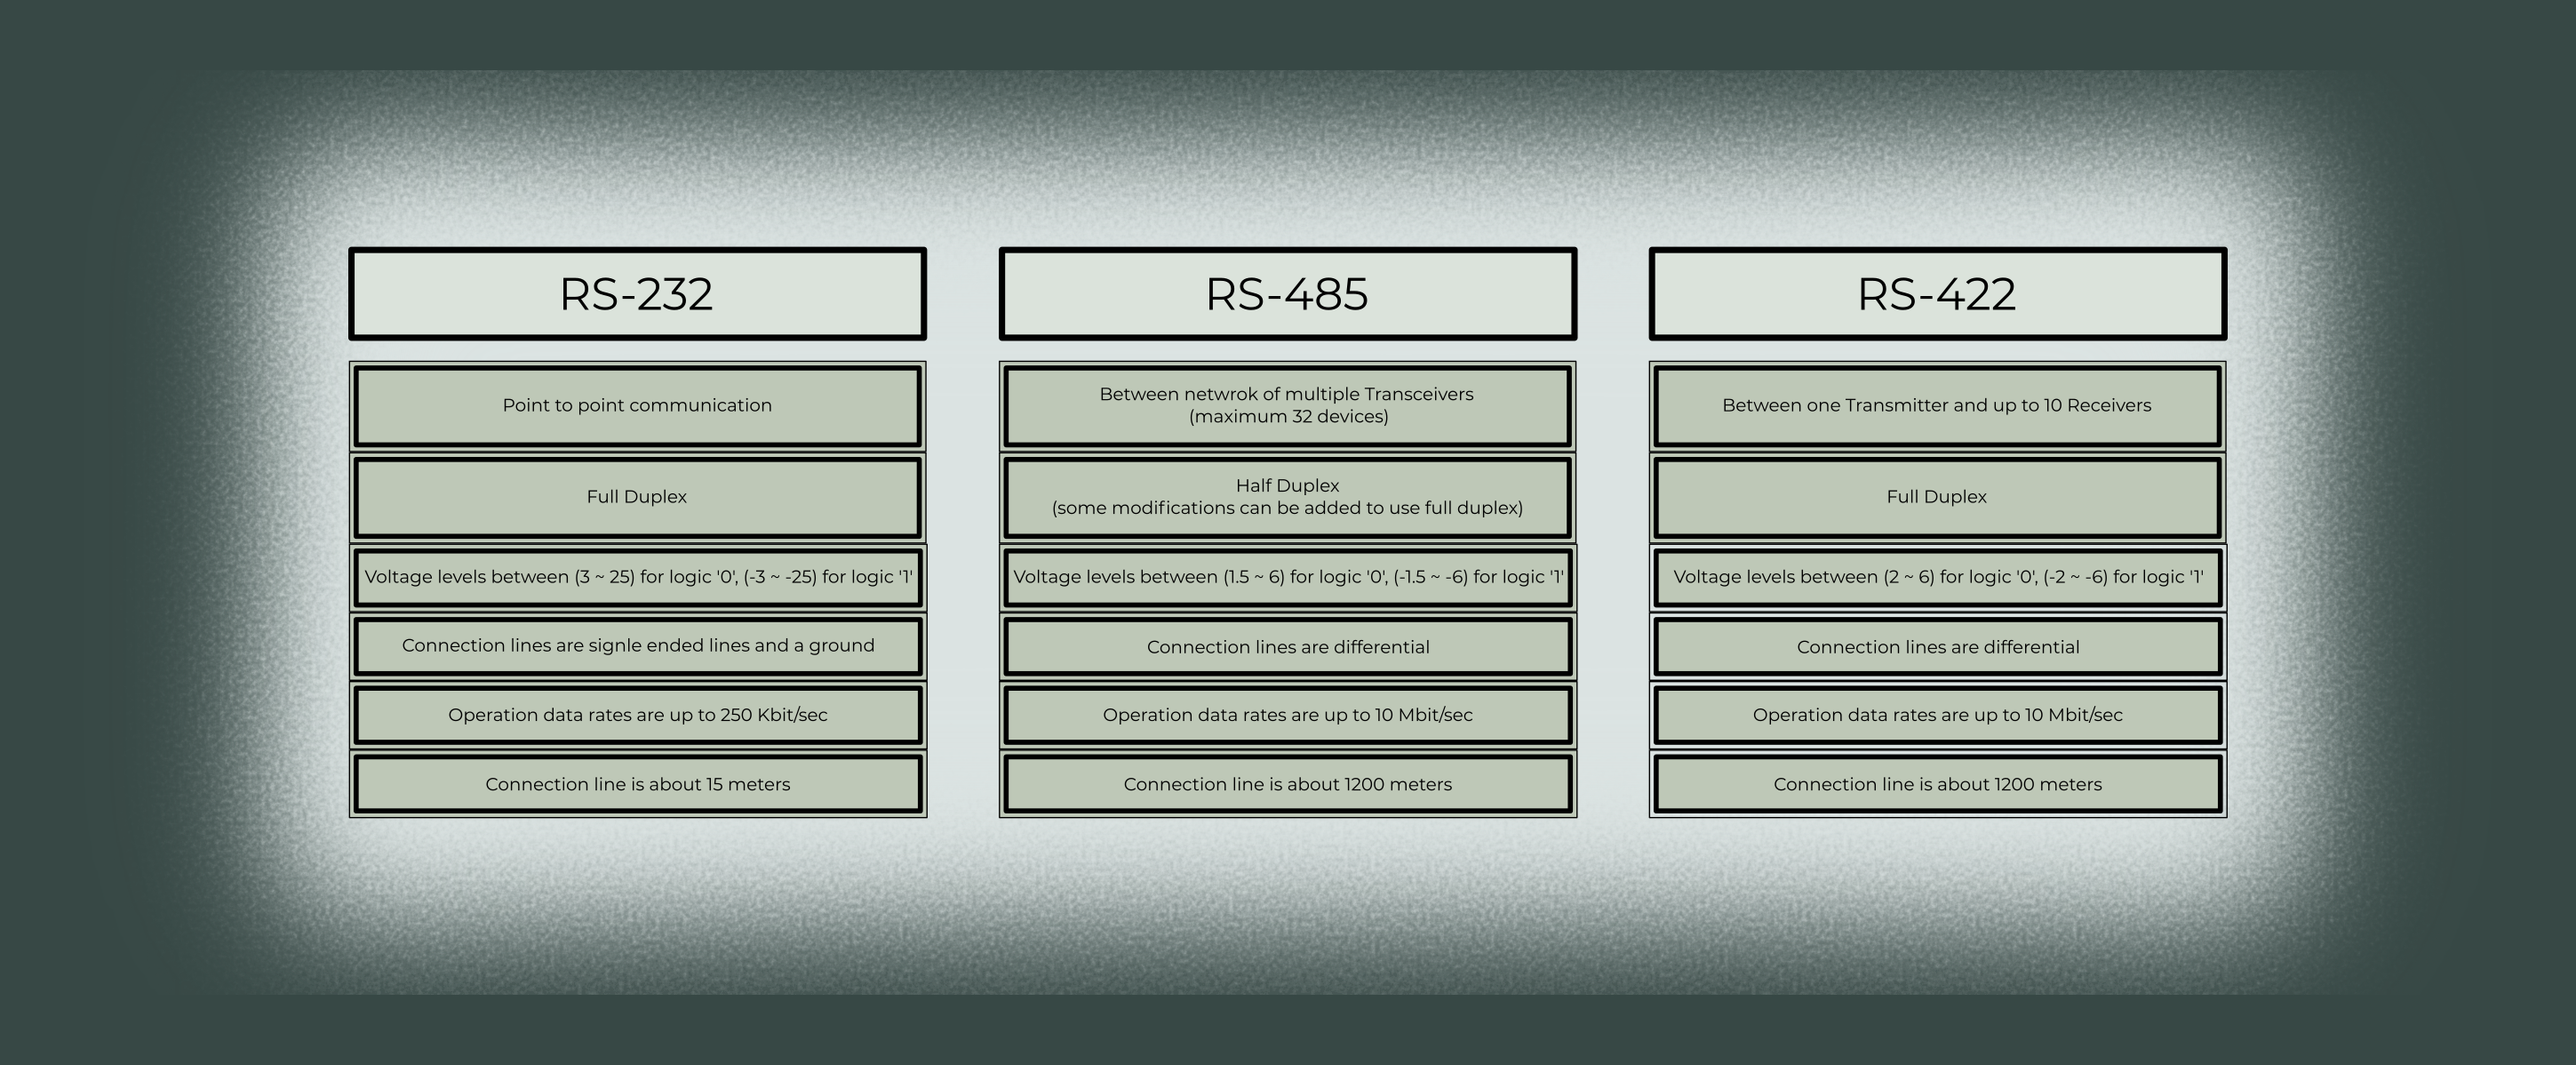 RS-232
Point to point communication
Full Duplex
Voltage levels between (3 ~ 25) for logic '0', (-3 ~ -25) for logic '1'
Connection lines are signle ended lines and a ground
Operation data rates are up to 250 Kbit/sec
Connection line is about 15 meters
RS-485
Between netwrok of multiple Transceivers
(maximum 32 devices)
Half Duplex
(some modifications can be added to use full duplex)
Voltage levels between (1.5 ~ 6) for logic '0', (-1.5 ~ -6) for logic '1'
Connection lines are differential
Operation data rates are up to 10 Mbit/sec
Connection line is about 1200 meters
RS-422
Between one Transmitter and up to 10 Receivers
Full Duplex
Voltage levels between (2 ~ 6) for logic '0', (-2 ~ -6) for logic '1'
Connection lines are differential
Operation data rates are up to 10 Mbit/sec
Connection line is about 1200 meters